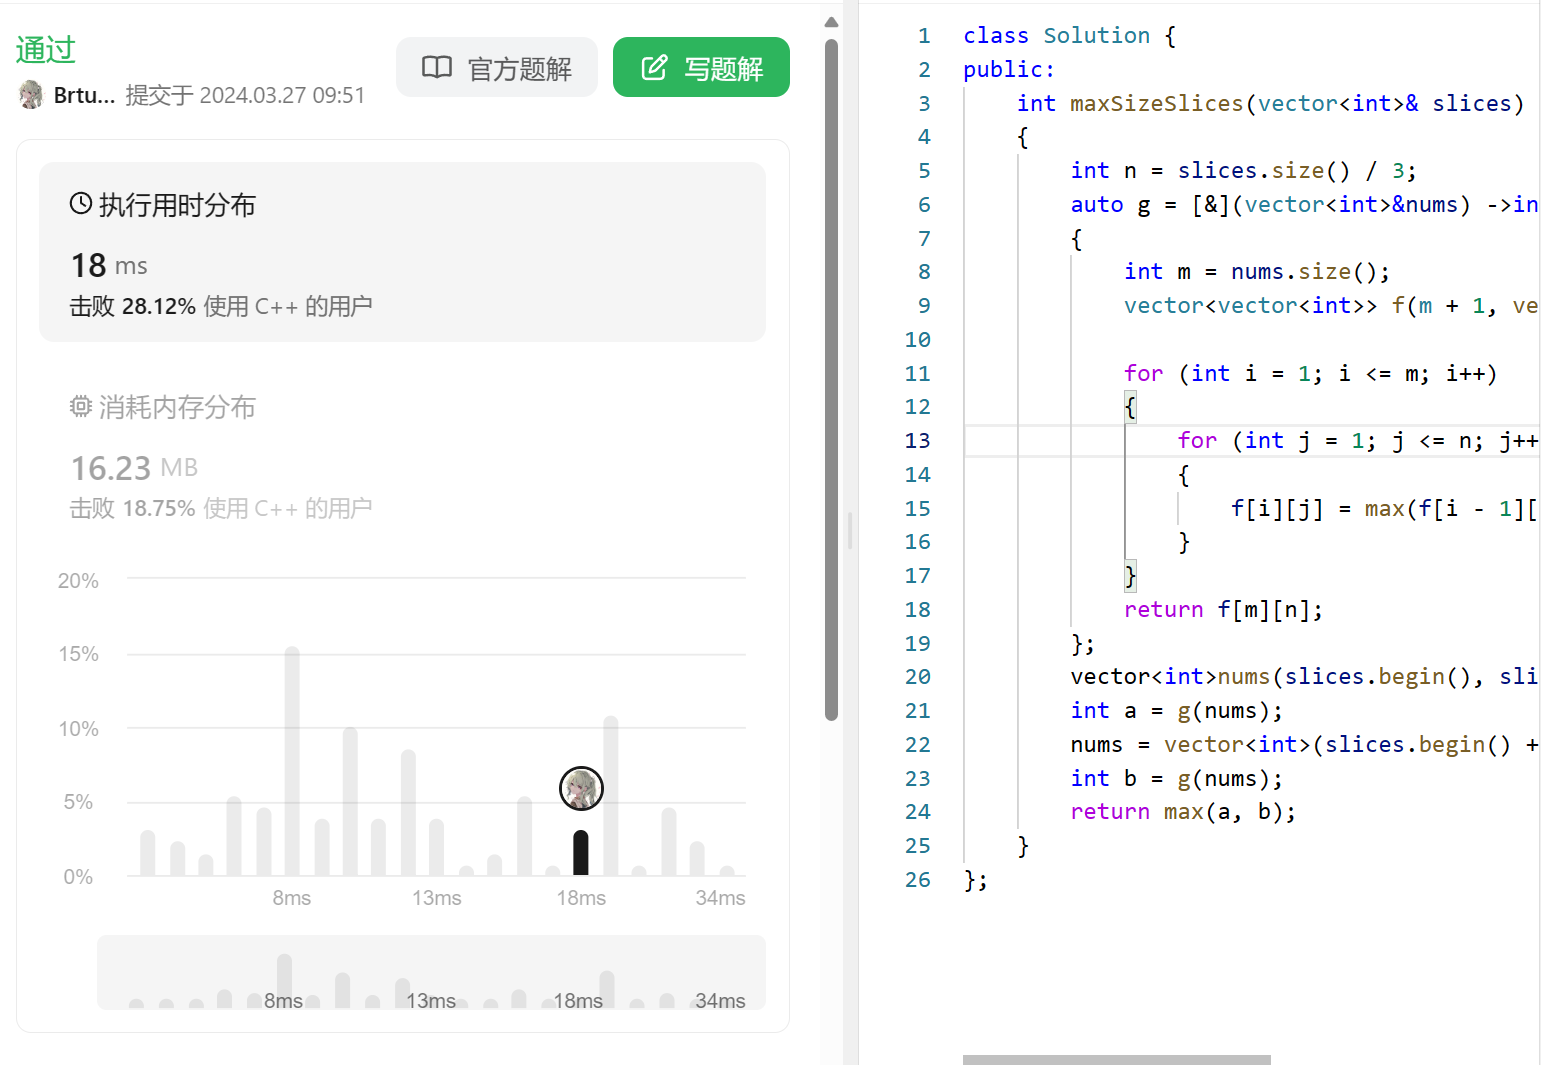 通过
官方题解
写题解
Brtu... 提交于 2024.03.27 09:51
执行用时分布
18 ms
击败 28.12% 使用 C++ 的用户
消耗内存分布
16.23 MB
击败 18.75% 使用 C++ 的用户
20%
15%
10%
5%
0%
8ms 13ms 18ms 34ms
8ms 13ms 18ms 34ms
1 class Solution {
2 public:
3 int maxSizeSlices(vector<int>& slices)
4 {
5 int n = slices.size() / 3;
6 auto g = [&](vector<int>&nums) ->in
7 {
8 int m = nums.size();
9 vector<vector<int>> f(m + 1, ve
10
11 for (int i = 1; i <= m; i++)
12 {
13 for (int j = 1; j <= n; j++
14 {
15 f[i][j] = max(f[i - 1][
16 }
17 }
18 return f[m][n];
19 };
20 vector<int>nums(slices.begin(), sli
21 int a = g(nums);
22 nums = vector<int>(slices.begin() +
23 int b = g(nums);
24 return max(a, b);
25 }
26 };